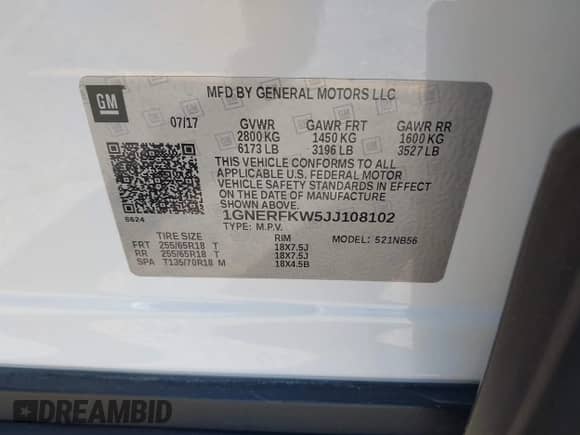 GM
MFD BY GENERAL MOTORS LLC
07/17 GVWR GAWR FRT GAWR RR
2800 KG 1450 KG 1600 KG
6173 LB 3196 LB 3527 LB
THIS VEHICLE CONFORMS TO ALL
APPLICABLE U.S. FEDERAL MOTOR
VEHICLE SAFETY STANDARDS IN EFFECT
ON THE DATE OF MANUFACTURE
SHOWN ABOVE.
1GNERFKW5JJ108102
6624 TYPE: M.P.V.
TIRE SIZE RIM MODEL: 521NB56
FRT 255/65R18 T 18X7.5J
RR 255/65R18 T 18X7.5J
SPA T135/70R18 M 18X4.5B
DREAMBID